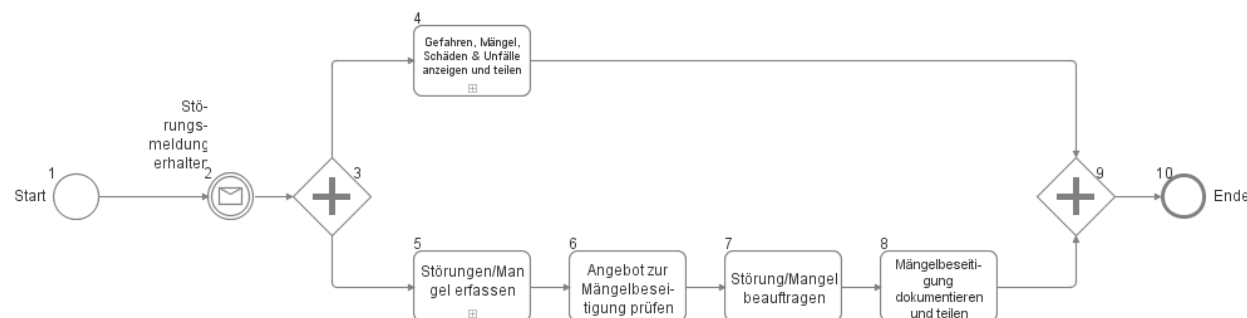 4
Gefahren, Mängel,
Schäden & Unfälle
anzeigen und teilen
Stö-
rungs-
meldung
erhalten
1
Start
2
3
9
10
Ende
5
Störungen/Man
gel erfassen
6
Angebot zur
Mängelbesei-
tigung prüfen
7
Störung/Mangel
beauftragen
8
Mängelbeseiti-
gung
dokumentieren
und teilen